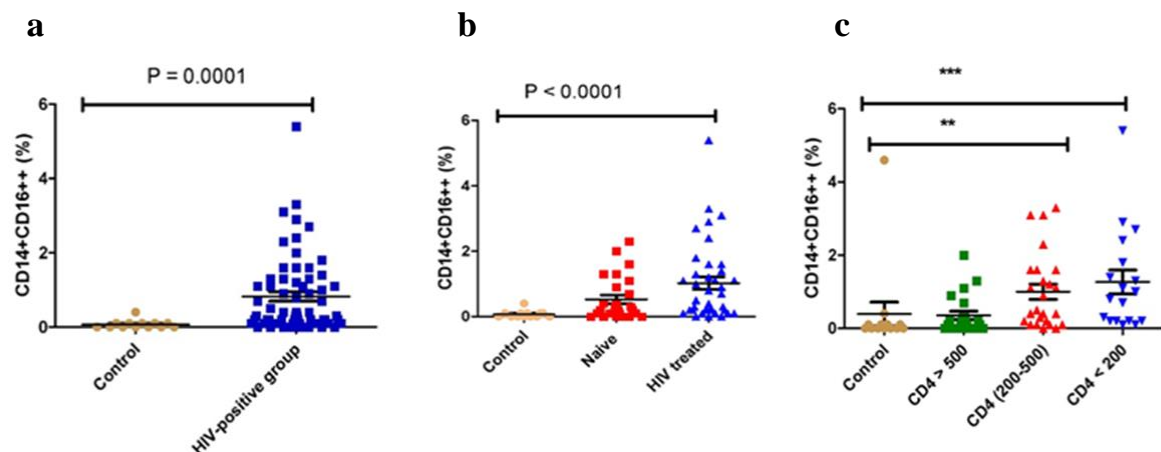 a
b
c
P = 0.0001
P < 0.0001
***
**
CD14+CD16++ (%)
6
4
2
0
Control
HIV-positive group
CD14+CD16++ (%)
6
4
2
0
Control
Naive
HIV treated
CD14+CD16++ (%)
6
4
2
0
Control
CD4 > 500
CD4 (200-500)
CD4 < 200